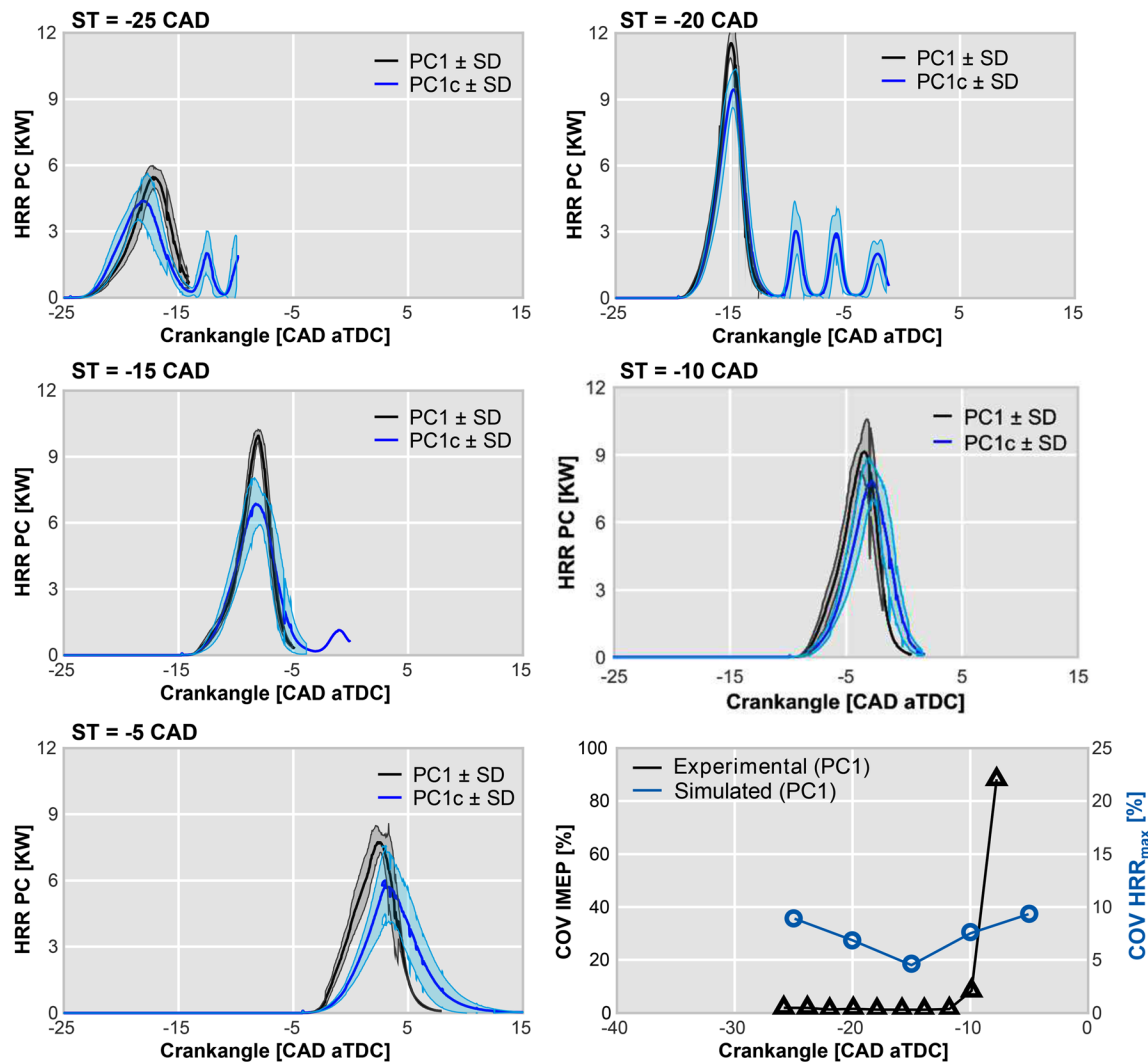 ST = -25 CAD
12
9
6
3
0
HRR PC [KW]
PC1 ± SD
PC1c ± SD
-25
-15
-5
5
15
Crankangle [CAD aTDC]
ST = -20 CAD
12
9
6
3
0
HRR PC [KW]
PC1 ± SD
PC1c ± SD
-25
-15
-5
5
15
Crankangle [CAD aTDC]
ST = -15 CAD
12
9
6
3
0
HRR PC [KW]
PC1 ± SD
PC1c ± SD
-25
-15
-5
5
15
Crankangle [CAD aTDC]
ST = -10 CAD
12
9
6
3
0
HRR PC [KW]
PC1 ± SD
PC1c ± SD
-25
-15
-5
5
15
Crankangle [CAD aTDC]
ST = -5 CAD
12
9
6
3
0
HRR PC [KW]
PC1 ± SD
PC1c ± SD
-25
-15
-5
5
15
Crankangle [CAD aTDC]
100
80
60
40
20
0
COV IMEP [%]
Experimental (PC1)
Simulated (PC1)
25
20
15
10
5
0
COV HRRmax [%]
-40
-30
-20
-10
0
Crankangle [CAD aTDC]